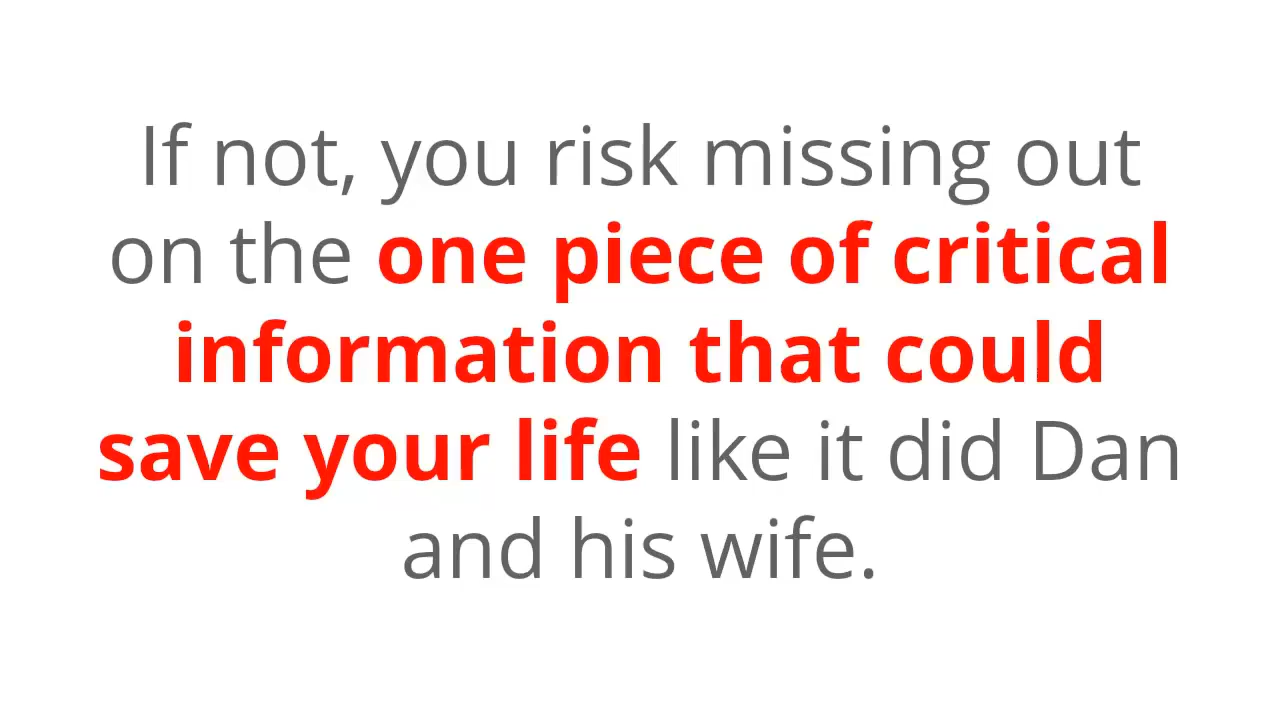 If not, you risk missing out
on the one piece of critical
information that could
save your life like it did Dan
and his wife.